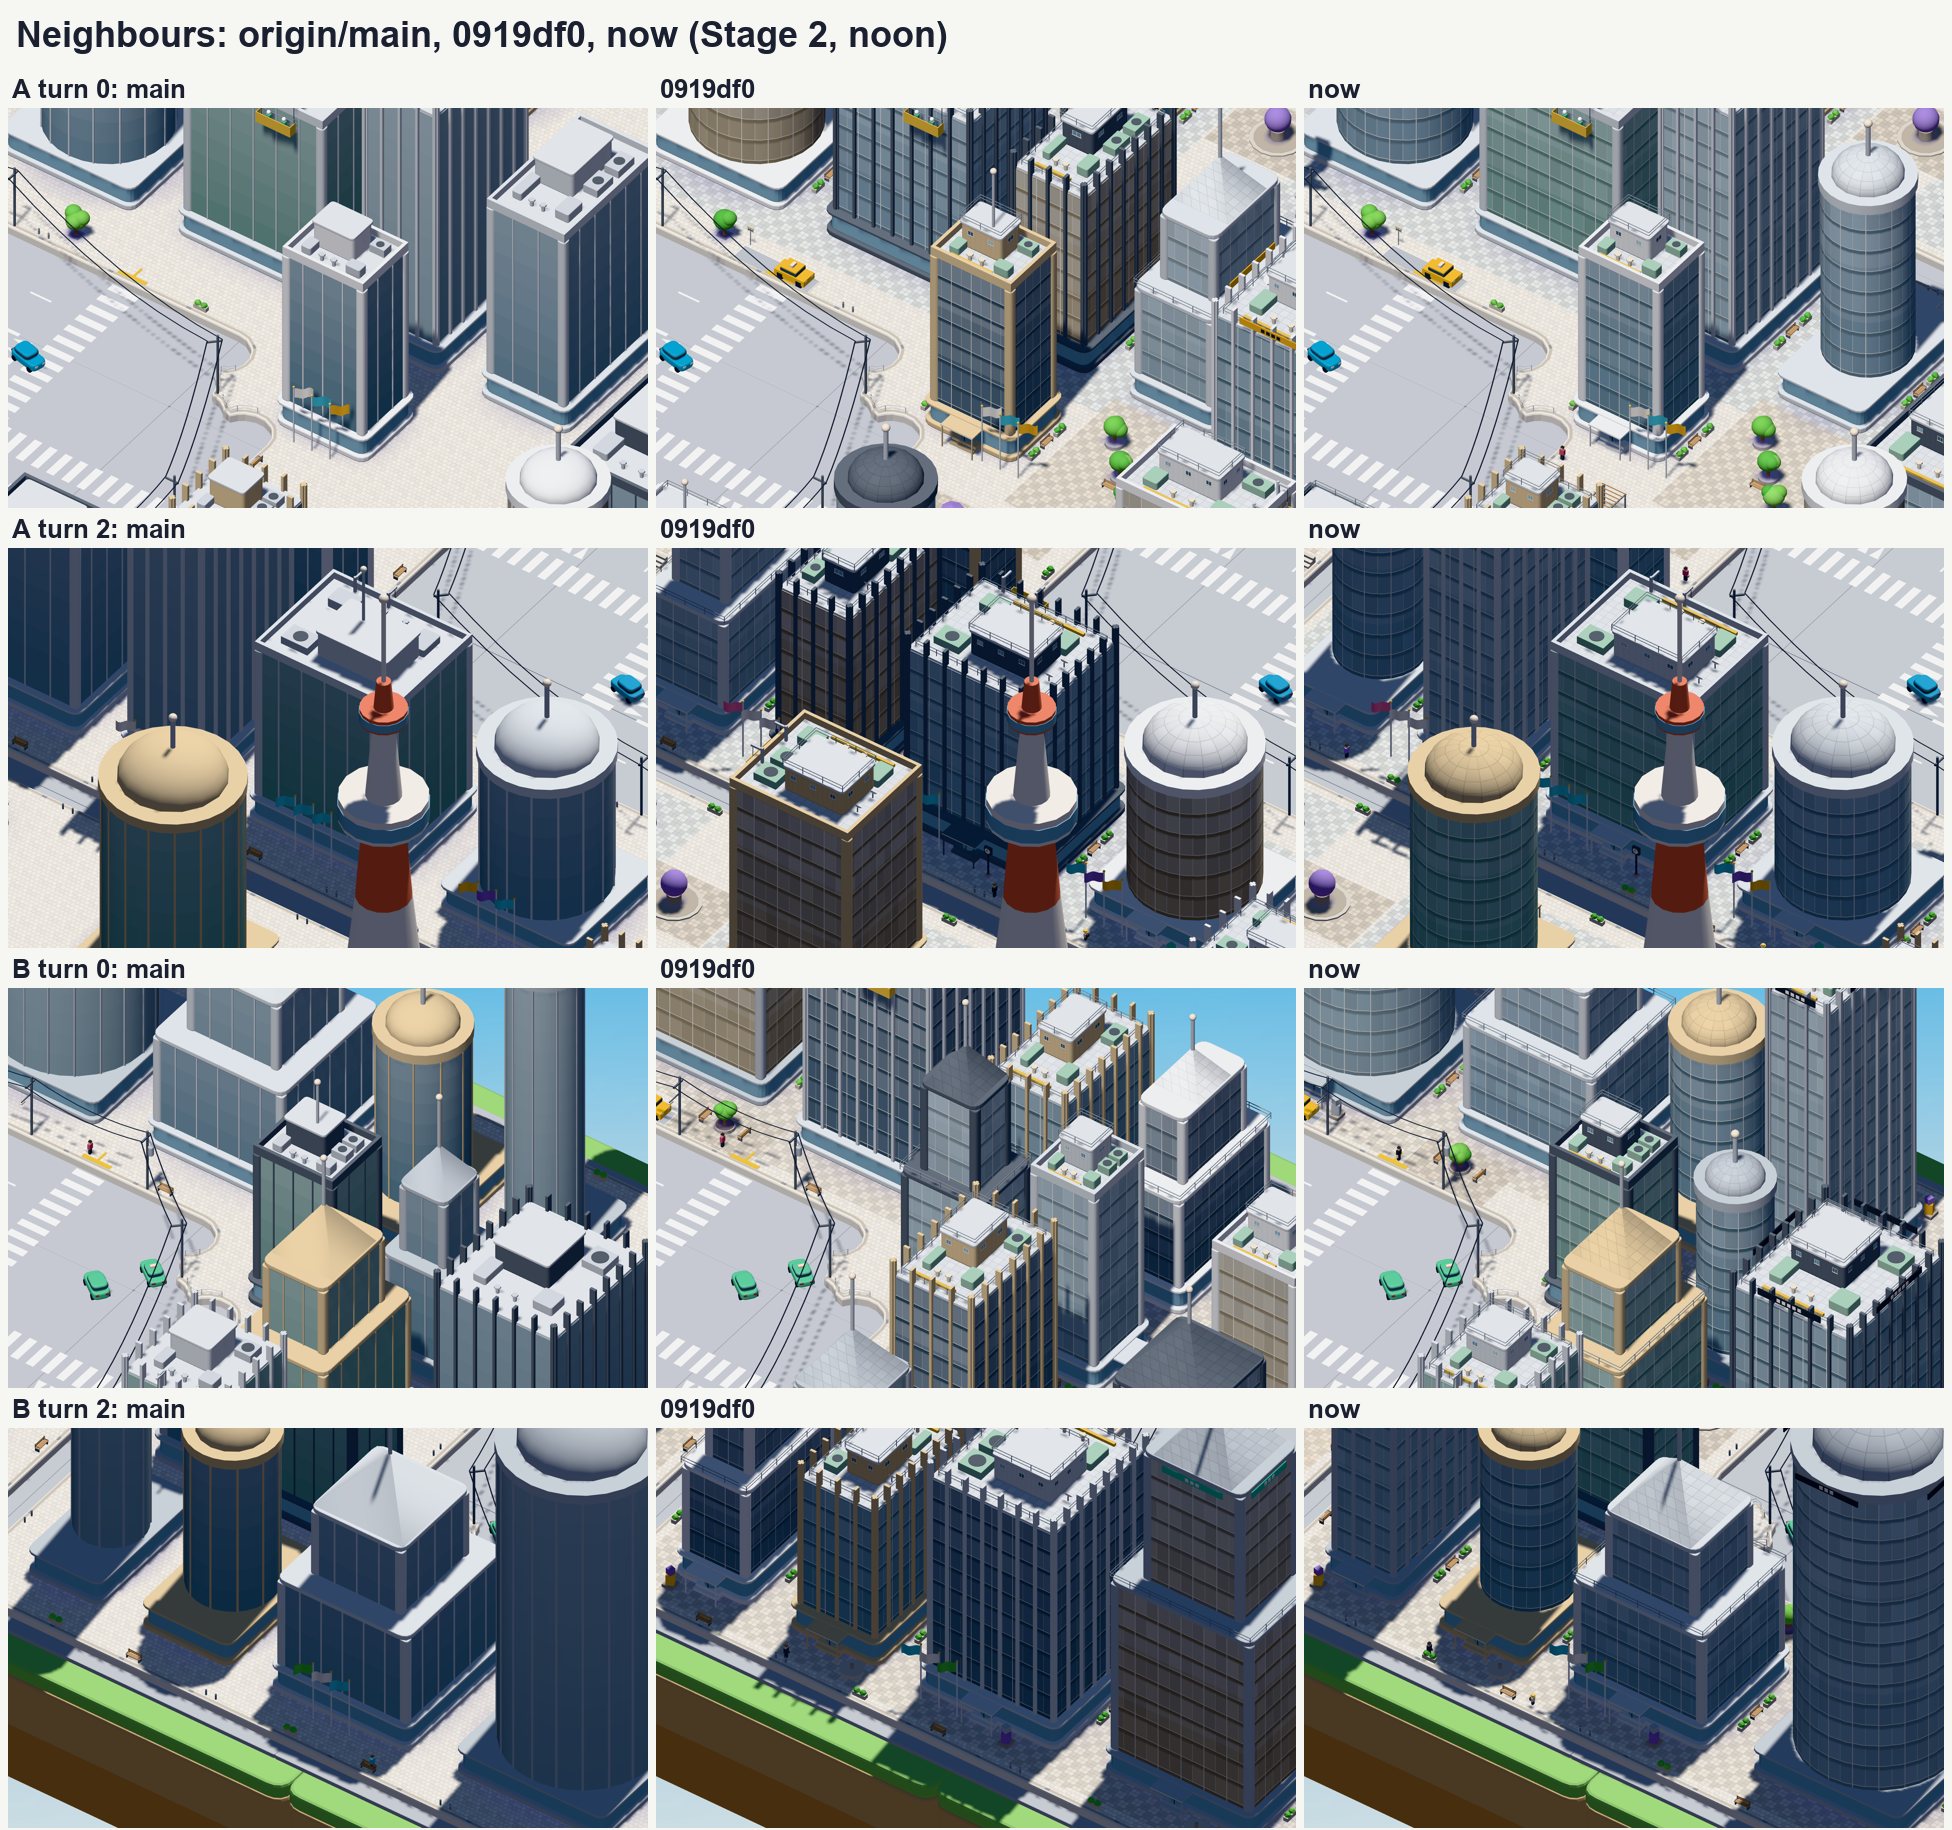 Neighbours: origin/main, 0919df0, now (Stage 2, noon)
A turn 0: main
0919df0
now
A turn 2: main
0919df0
now
B turn 0: main
0919df0
now
B turn 2: main
0919df0
now